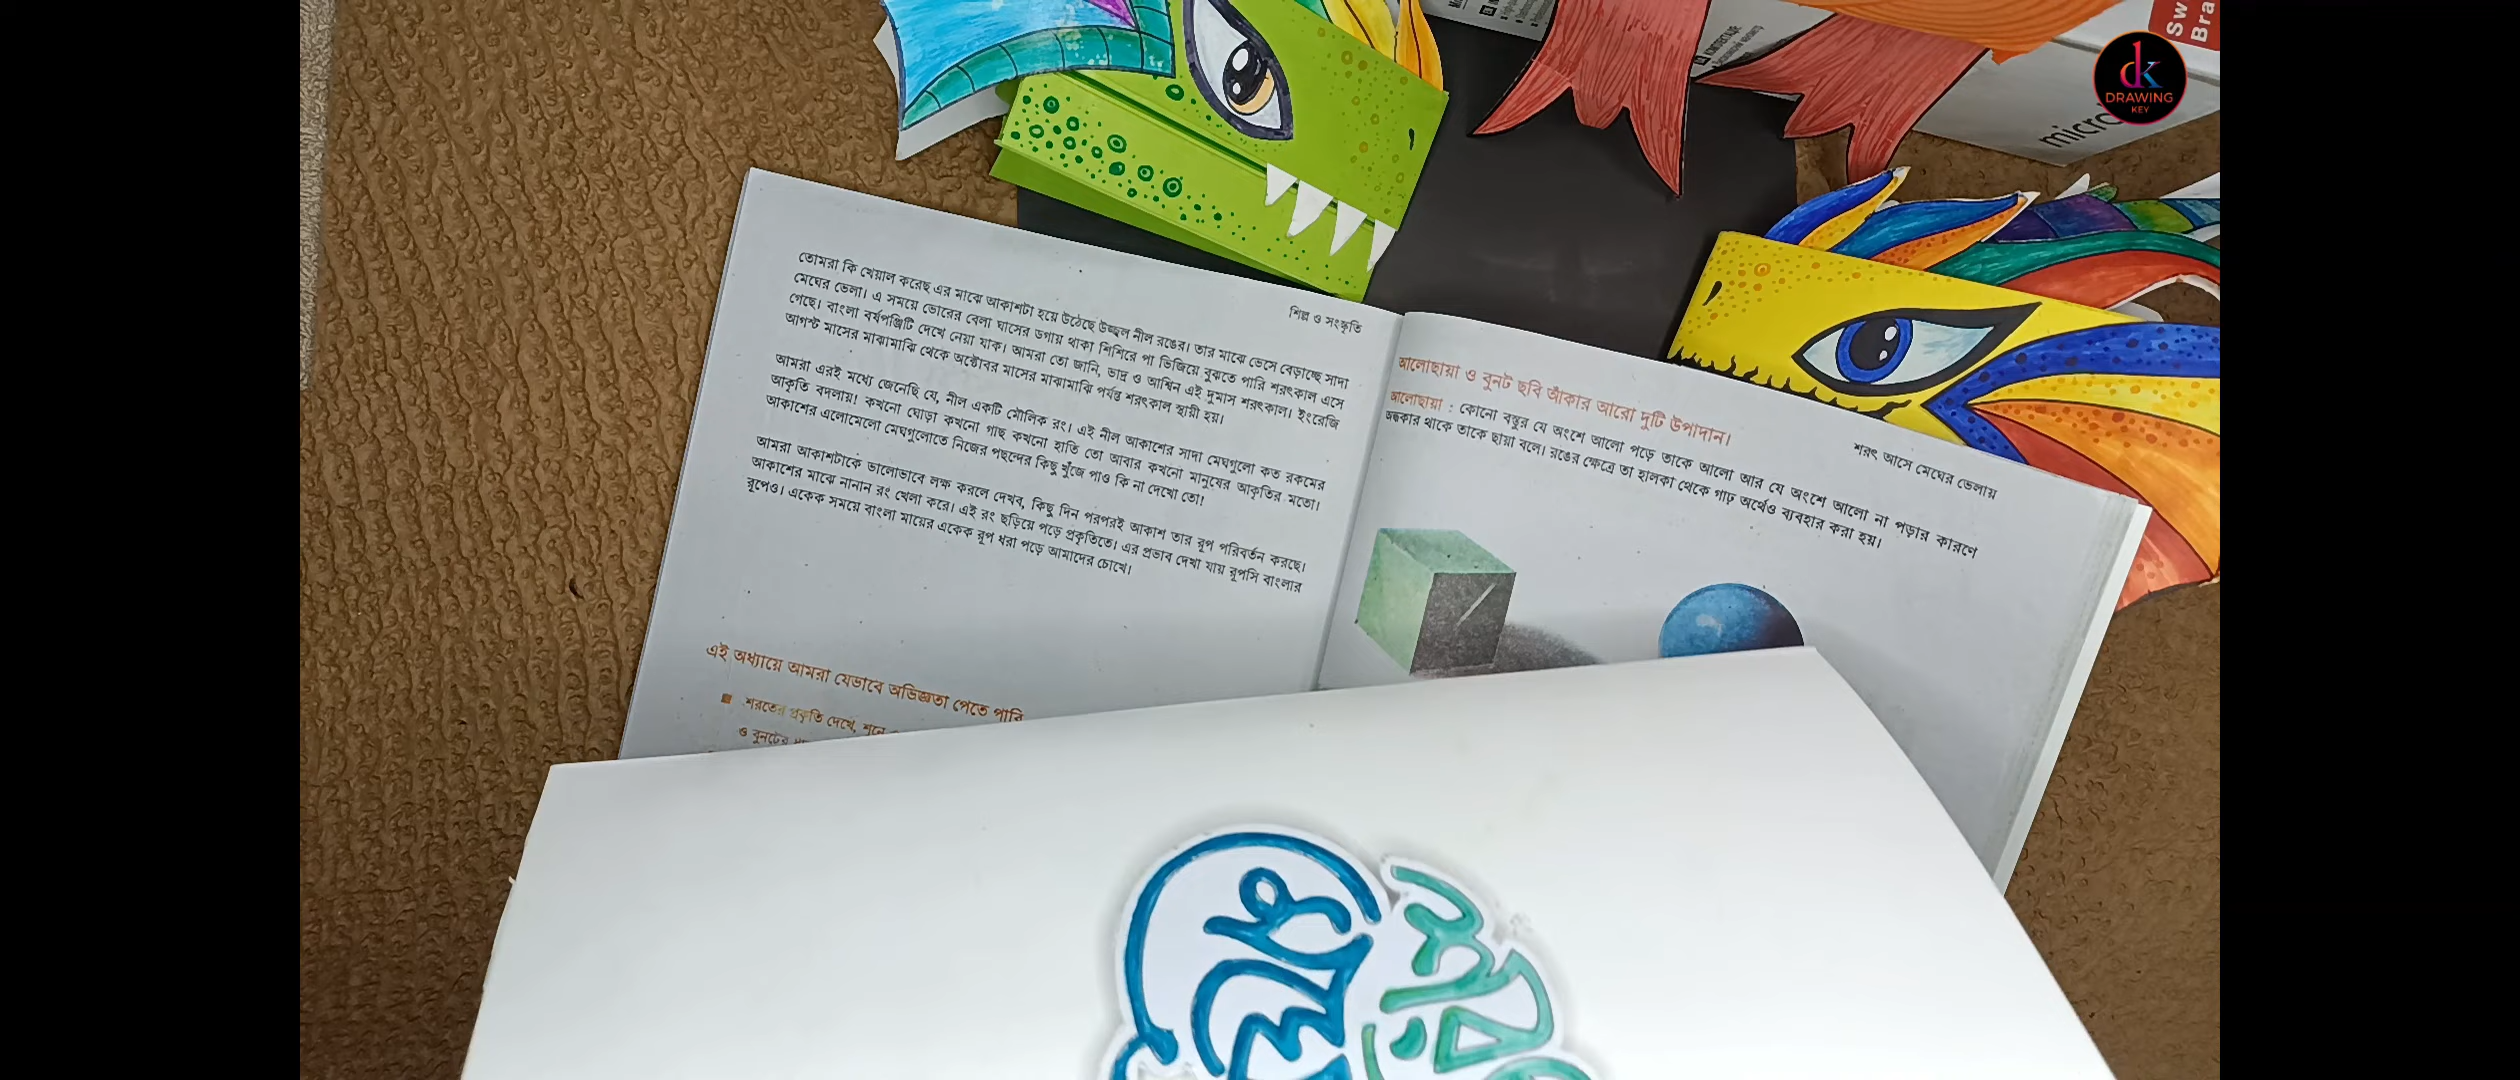 শিল্প ও সংস্কৃতি
তোমরা কি খেয়াল করেছ এর মাঝে আকাশটা হয়ে উঠেছে উজ্জ্বল নীল রঙের। তার মাঝে ভেসে বেড়াচ্ছে সাদা
মেঘের ভেলা। এ সময়ে ভোরের বেলা ঘাসের ডগায় থাকা শিশিরে পা ভিজিয়ে বুঝতে পারি শরৎকাল এসে
গেছে। বাংলা বর্ষপঞ্জিটি দেখে নেয়া যাক। আমরা তো জানি, ভাদ্র ও আশ্বিন এই দুমাস শরৎকাল। ইংরেজি
আগস্ট মাসের মাঝামাঝি থেকে অক্টোবর মাসের মাঝামাঝি পর্যন্ত শরৎকাল স্থায়ী হয়।
আমরা এরই মধ্যে জেনেছি যে, নীল একটি মৌলিক রং। এই নীল আকাশের সাদা মেঘগুলো কত রকমের
আকৃতি বদলায়! কখনো ঘোড়া কখনো গাছ কখনো হাতি তো আবার কখনো মানুষের আকৃতির মতো।
আকাশের এলোমেলো মেঘগুলোতে নিজের পছন্দের কিছু খুঁজে পাও কি না দেখো তো!
আমরা আকাশটাকে ভালোভাবে লক্ষ করলে দেখব, কিছু দিন পরপরই আকাশ তার রূপ পরিবর্তন করছে।
আকাশের মাঝে নানান রং খেলা করে। এই রং ছড়িয়ে পড়ে প্রকৃতিতে। এর প্রভাব দেখা যায় রূপসি বাংলার
রূপেও। একেক সময়ে বাংলা মায়ের একেক রূপ ধরা পড়ে আমাদের চোখে।
এই অধ্যায়ে আমরা যেভাবে অভিজ্ঞতা পেতে পারি
শরতের প্রকৃতি দেখে, শুনে
ও বুনটের
শরৎ আসে মেঘের ভেলায়
আলোছায়া ও বুনট ছবি আঁকার আরো দুটি উপাদান।
আলোছায়া : কোনো বস্তুর যে অংশে আলো পড়ে তাকে আলো আর যে অংশে আলো না পড়ার কারণে
অন্ধকার থাকে তাকে ছায়া বলে। রঙের ক্ষেত্রে তা হালকা থেকে গাঢ় অর্থেও ব্যবহার করা হয়।
dk
DRAWING
KEY